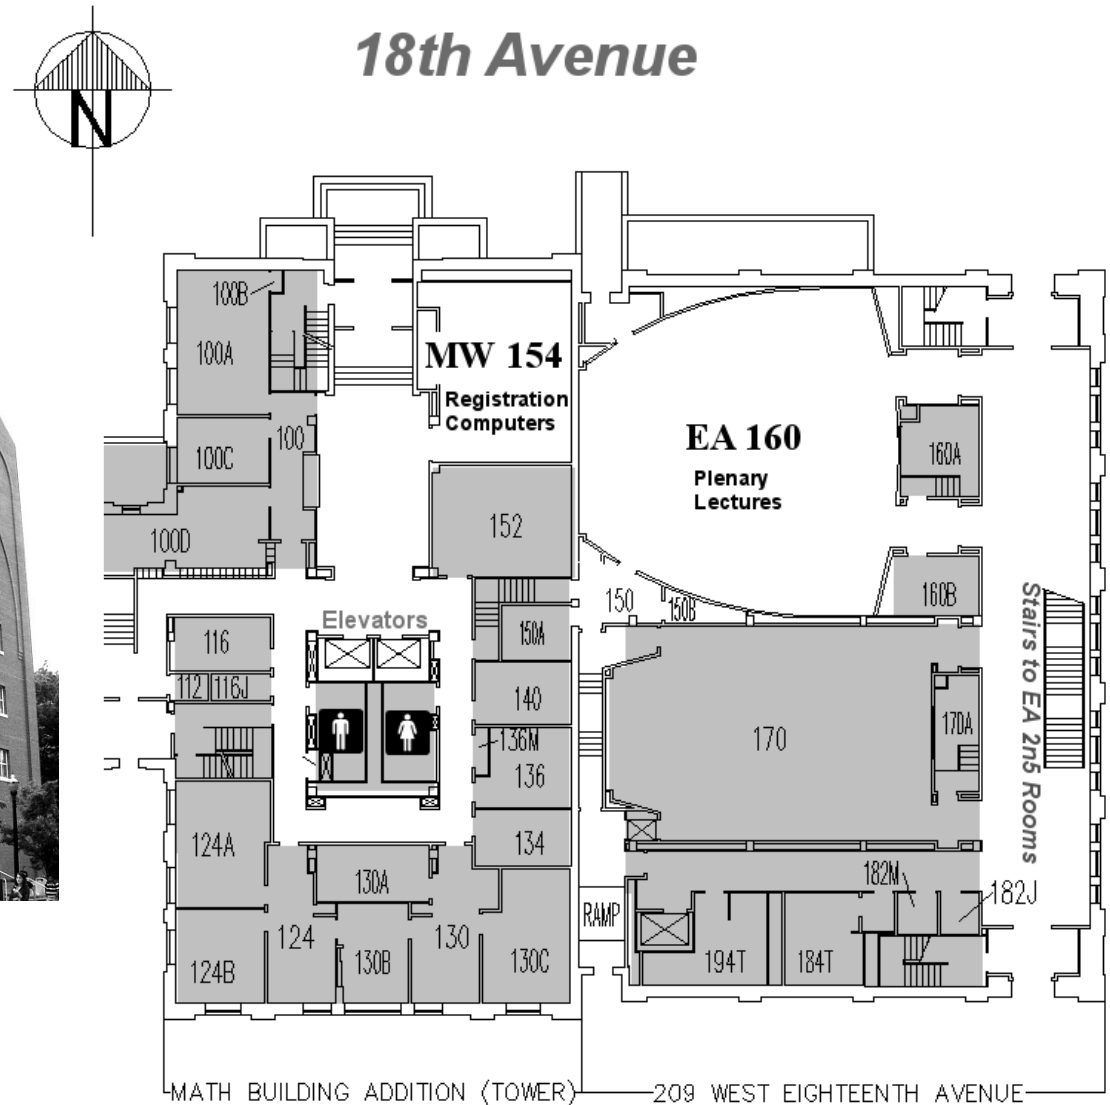 18th Avenue
N
100B
100A
MW 154
Registration
Computers
EA 160
Plenary
Lectures
100
100C
160A
152
100D
160B
150
150B
Elevators
116
150A
112
116J
140
136M
136
170
170A
Stairs to EA 2n5 Rooms
124A
134
130A
182M
182J
RAMP
124
130
124B
130B
130C
194T
184T
MATH BUILDING ADDITION (TOWER)
209 WEST EIGHTEENTH AVENUE